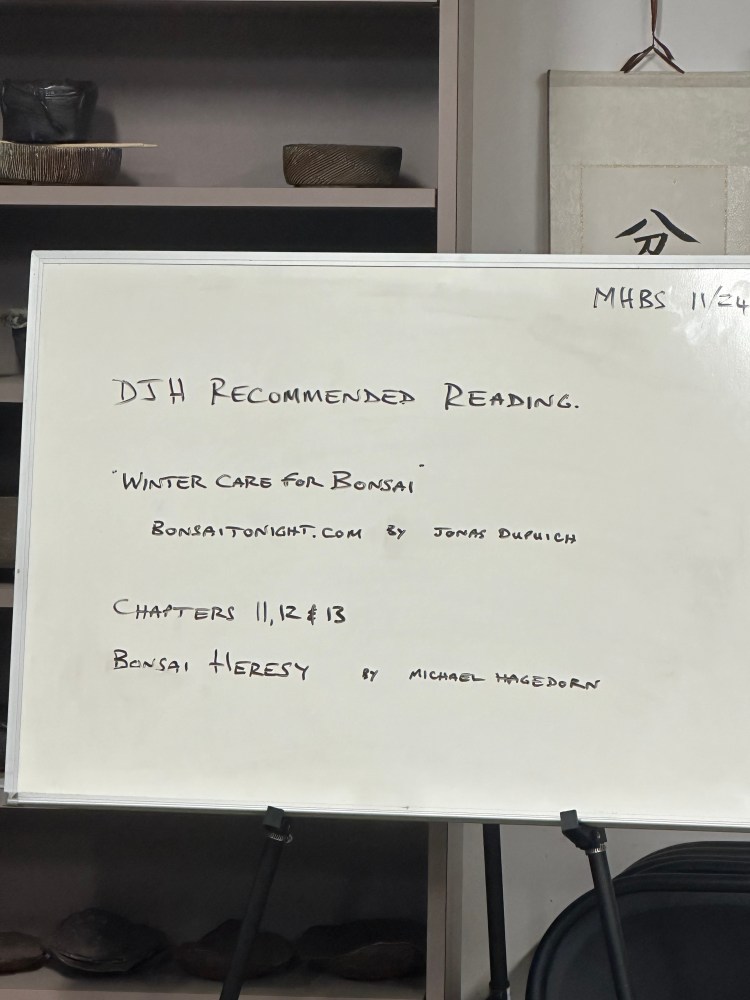 MHBS 11/24
DJH RECOMMENDED READING.
"WINTER CARE FOR BONSAI"
BONSAITONIGHT.COM BY JONAS DUPUICH
CHAPTERS 11, 12 & 13
BONSAI HERESY BY MICHAEL HAGEDORN